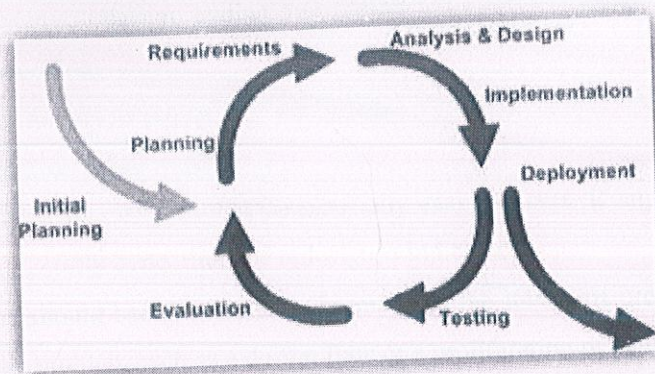 Requirements
Analysis & Design
Implementation
Planning
Deployment
Initial
Planning
Evaluation
Testing